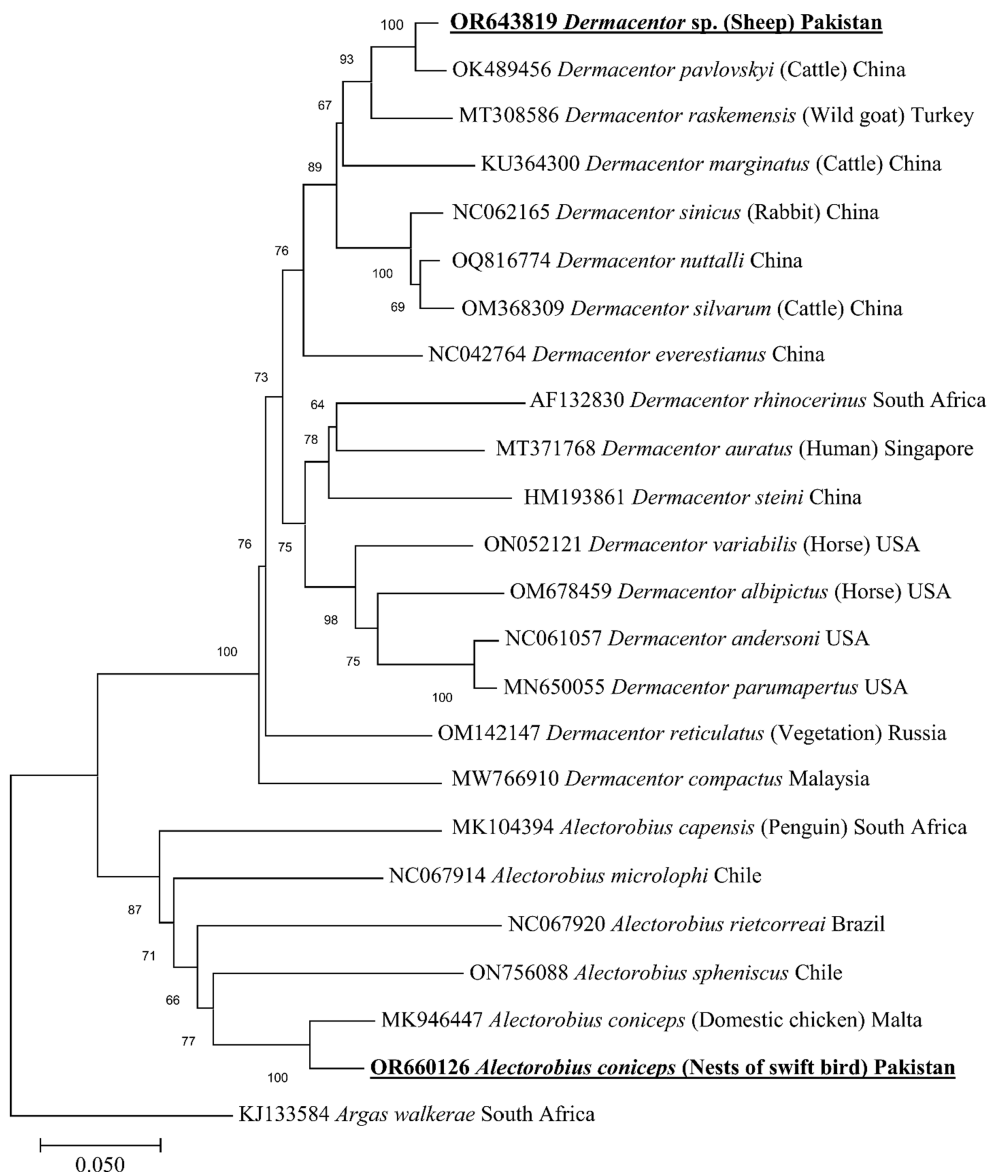 100
OR643819 Dermacentor sp. (Sheep) Pakistan
93
OK489456 Dermacentor pavlovskyi (Cattle) China
67
MT308586 Dermacentor raskemensis (Wild goat) Turkey
89
KU364300 Dermacentor marginatus (Cattle) China
NC062165 Dermacentor sinicus (Rabbit) China
76
OQ816774 Dermacentor nuttalli China
100
69
OM368309 Dermacentor silvarum (Cattle) China
NC042764 Dermacentor everestianus China
73
64
AF132830 Dermacentor rhinocerinus South Africa
78
MT371768 Dermacentor auratus (Human) Singapore
HM193861 Dermacentor steini China
76
75
ON052121 Dermacentor variabilis (Horse) USA
OM678459 Dermacentor albipictus (Horse) USA
98
NC061057 Dermacentor andersoni USA
100
75
MN650055 Dermacentor parumapertus USA
100
OM142147 Dermacentor reticulatus (Vegetation) Russia
MW766910 Dermacentor compactus Malaysia
MK104394 Alectorobius capensis (Penguin) South Africa
NC067914 Alectorobius microlophi Chile
87
NC067920 Alectorobius rietcorreai Brazil
71
ON756088 Alectorobius spheniscus Chile
66
MK946447 Alectorobius coniceps (Domestic chicken) Malta
77
OR660126 Alectorobius coniceps (Nests of swift bird) Pakistan
100
KJ133584 Argas walkerae South Africa
0.050